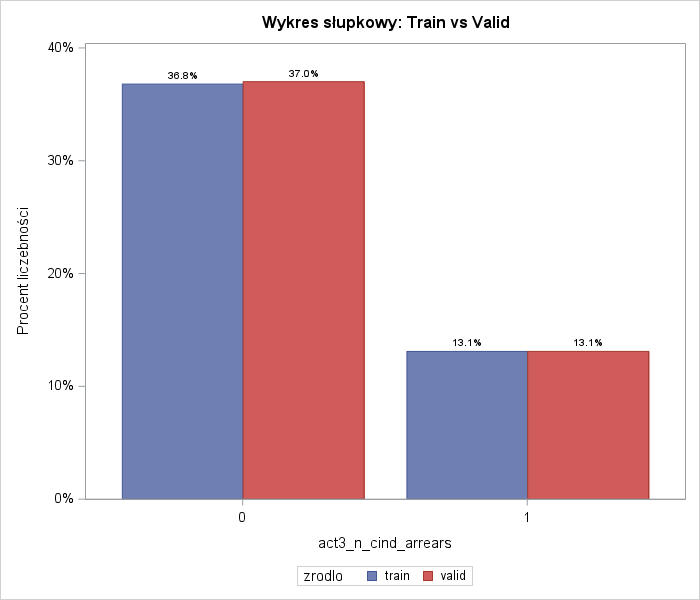 Wykres słupkowy: Train vs Valid
40%
30%
20%
10%
0%
Procent liczebności
36.8%
37.0%
13.1%
13.1%
0
1
act3_n_cind_arrears
zrodlo train valid